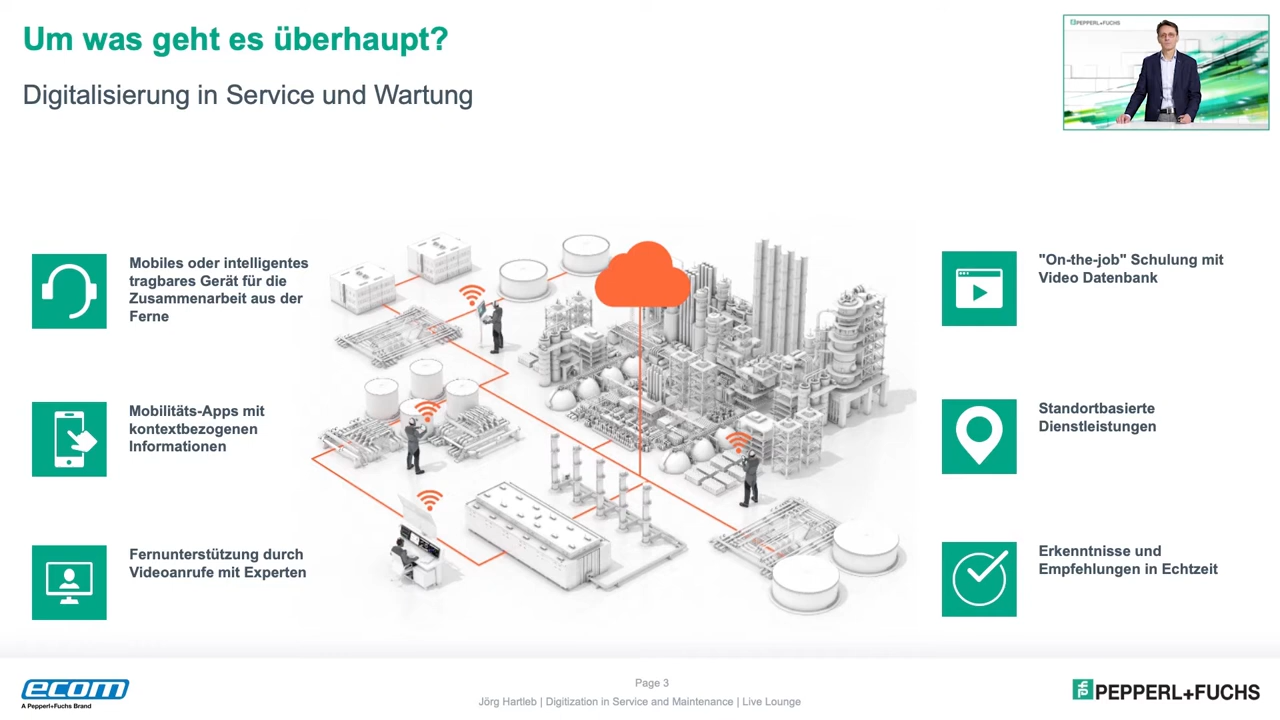 Um was geht es überhaupt?
Digitalisierung in Service und Wartung
PEPPERL+FUCHS
Mobiles oder intelligentes
tragbares Gerät für die
Zusammenarbeit aus der
Ferne
Mobilitäts-Apps mit
kontextbezogenen
Informationen
Fernunterstützung durch
Videoanrufe mit Experten
"On-the-job" Schulung mit
Video Datenbank
Standortbasierte
Dienstleistungen
Erkenntnisse und
Empfehlungen in Echtzeit
ecom
A Pepperl+Fuchs Brand
Page 3
Jörg Hartleb | Digitization in Service and Maintenance | Live Lounge
PEPPERL+FUCHS